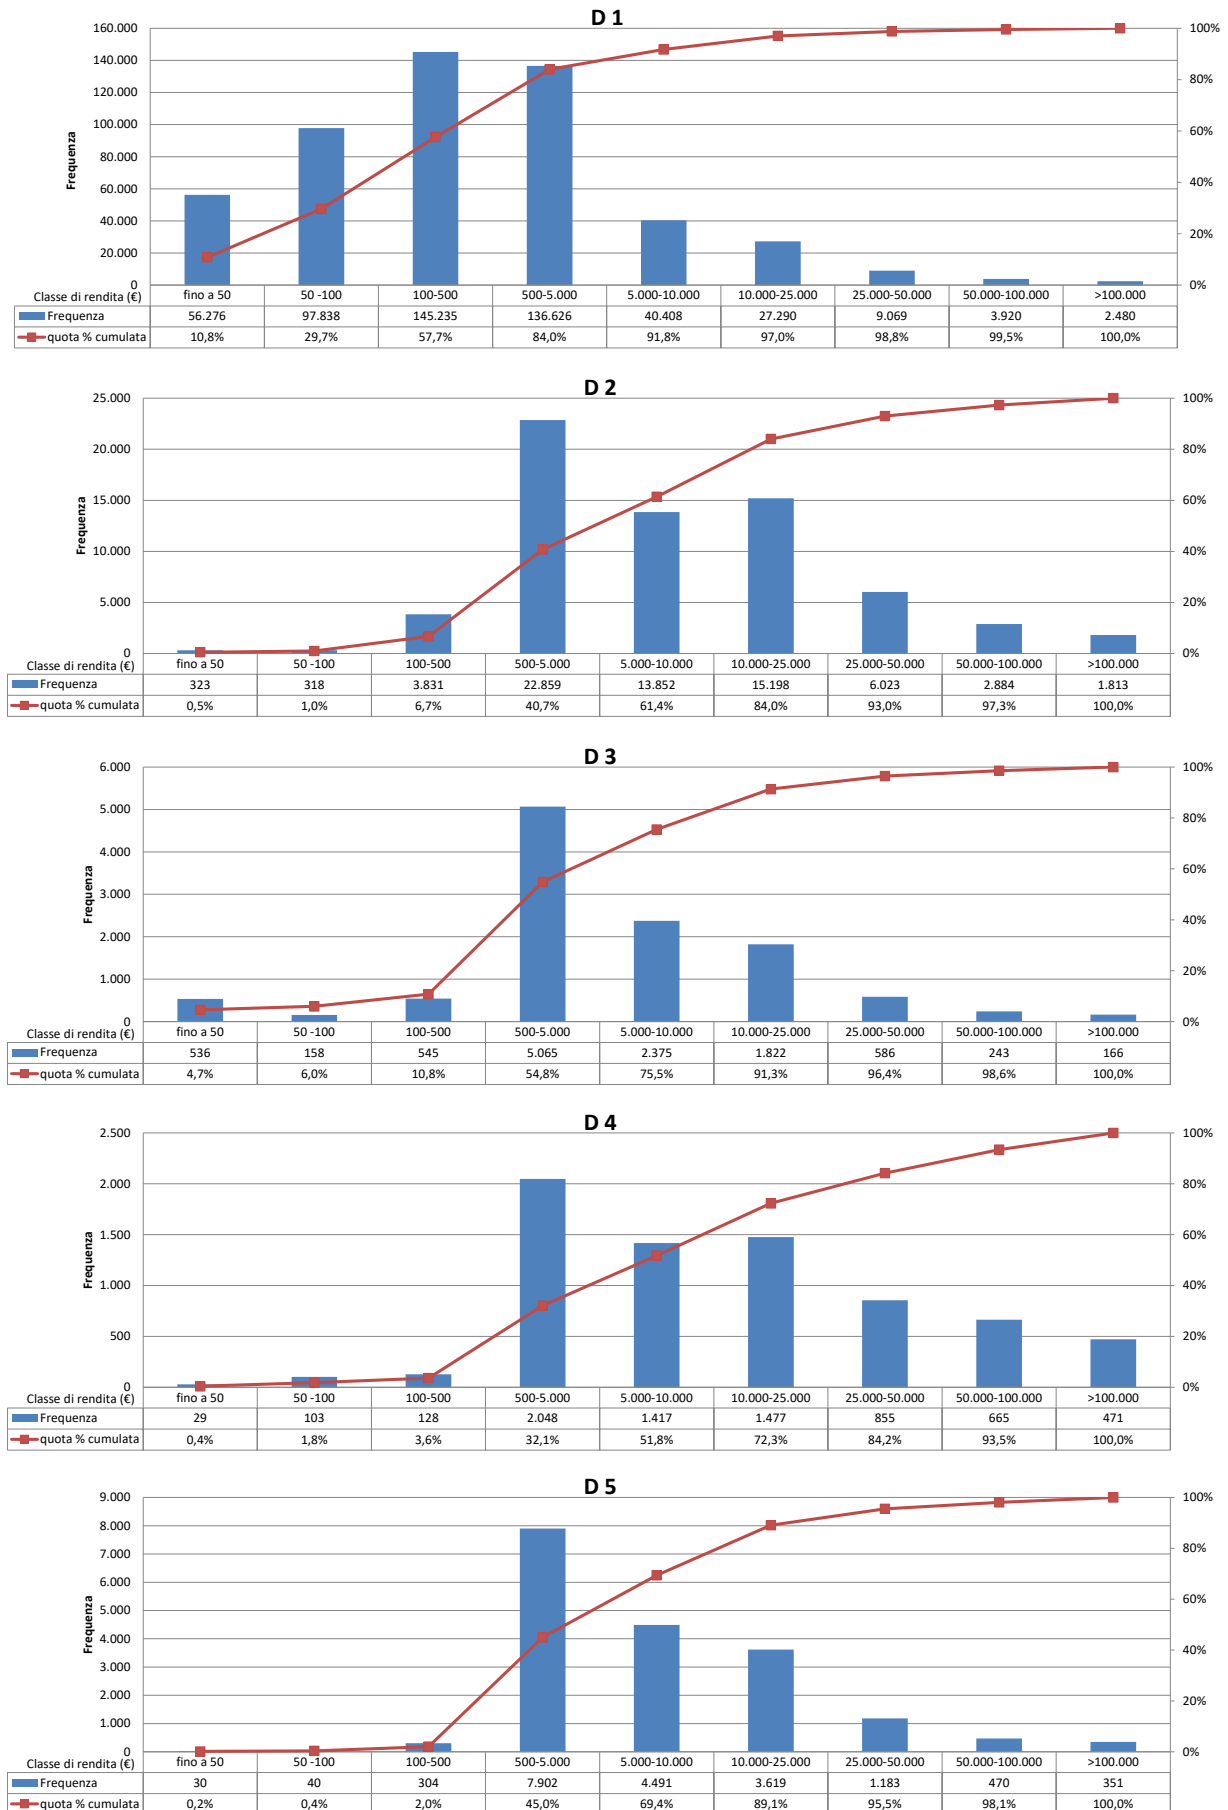 D 1
160.000
140.000
120.000
100.000
80.000
60.000
40.000
20.000
0
100%
80%
60%
40%
20%
0%
Frequenza
Classe di rendita (€) fino a 50 50 -100 100-500 500-5.000 5.000-10.000 10.000-25.000 25.000-50.000 50.000-100.000 >100.000
Frequenza 56.276 97.838 145.235 136.626 40.408 27.290 9.069 3.920 2.480
quota % cumulata 10,8% 29,7% 57,7% 84,0% 91,8% 97,0% 98,8% 99,5% 100,0%
D 2
25.000
20.000
15.000
10.000
5.000
0
100%
80%
60%
40%
20%
0%
Frequenza
Classe di rendita (€) fino a 50 50 -100 100-500 500-5.000 5.000-10.000 10.000-25.000 25.000-50.000 50.000-100.000 >100.000
Frequenza 323 318 3.831 22.859 13.852 15.198 6.023 2.884 1.813
quota % cumulata 0,5% 1,0% 6,7% 40,7% 61,4% 84,0% 93,0% 97,3% 100,0%
D 3
6.000
5.000
4.000
3.000
2.000
1.000
0
100%
80%
60%
40%
20%
0%
Frequenza
Classe di rendita (€) fino a 50 50 -100 100-500 500-5.000 5.000-10.000 10.000-25.000 25.000-50.000 50.000-100.000 >100.000
Frequenza 536 158 545 5.065 2.375 1.822 586 243 166
quota % cumulata 4,7% 6,0% 10,8% 54,8% 75,5% 91,3% 96,4% 98,6% 100,0%
D 4
2.500
2.000
1.500
1.000
500
0
100%
80%
60%
40%
20%
0%
Frequenza
Classe di rendita (€) fino a 50 50 -100 100-500 500-5.000 5.000-10.000 10.000-25.000 25.000-50.000 50.000-100.000 >100.000
Frequenza 29 103 128 2.048 1.417 1.477 855 665 471
quota % cumulata 0,4% 1,8% 3,6% 32,1% 51,8% 72,3% 84,2% 93,5% 100,0%
D 5
9.000
8.000
7.000
6.000
5.000
4.000
3.000
2.000
1.000
0
100%
80%
60%
40%
20%
0%
Frequenza
Classe di rendita (€) fino a 50 50 -100 100-500 500-5.000 5.000-10.000 10.000-25.000 25.000-50.000 50.000-100.000 >100.000
Frequenza 30 40 304 7.902 4.491 3.619 1.183 470 351
quota % cumulata 0,2% 0,4% 2,0% 45,0% 69,4% 89,1% 95,5% 98,1% 100,0%